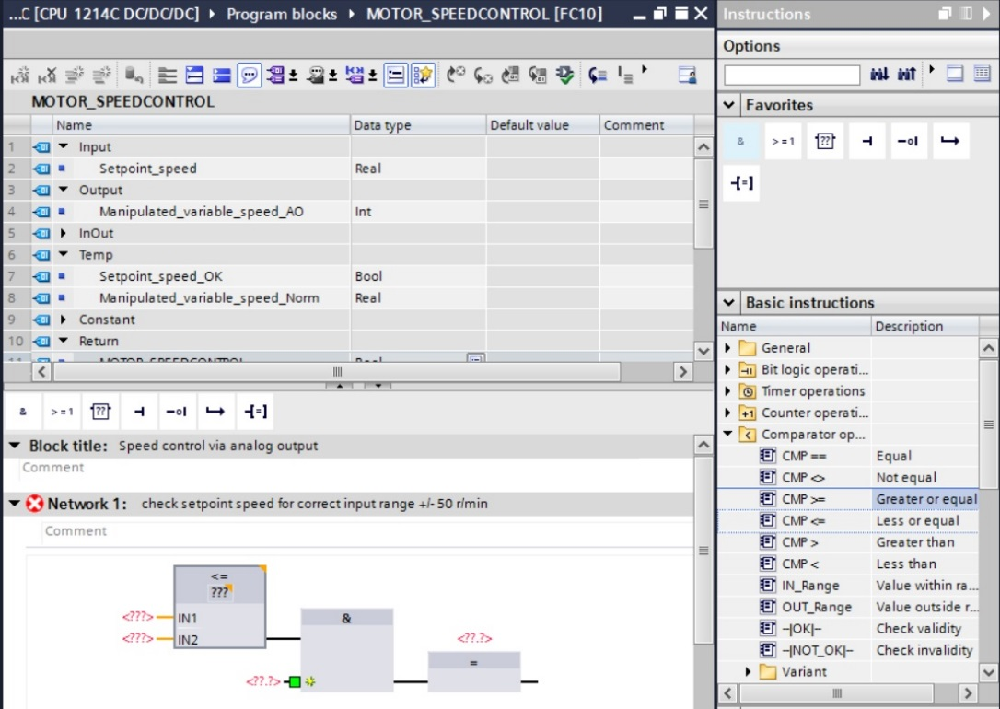 ...C [CPU 1214C DC/DC/DC] Program blocks MOTOR_SPEEDCONTROL [FC10]
MOTOR_SPEEDCONTROL
Name Data type Default value Comment
1 Input
2 Setpoint_speed Real
3 Output
4 Manipulated_variable_speed_AO Int
5 InOut
6 Temp
7 Setpoint_speed_OK Bool
8 Manipulated_variable_speed_Norm Real
9 Constant
10 Return
11 MOTOR_SPEEDCONTROL Bool
& >=1 ??
Block title: Speed control via analog output
Comment
Network 1: check setpoint speed for correct input range +/- 50 r/min
Comment
<=
???
<???> IN1
<???> IN2
&
<??.?>
<??.?>
=
Instructions
Options
Favorites
& >=1 ??
Basic instructions
Name Description
General
Bit logic operati...
Timer operations
Counter operati...
Comparator op...
CMP == Equal
CMP <> Not equal
CMP >= Greater or equal
CMP <= Less or equal
CMP > Greater than
CMP < Less than
IN_Range Value within ra...
OUT_Range Value outside r...
-|OK|- Check validity
-|NOT_OK|- Check invalidity
Variant